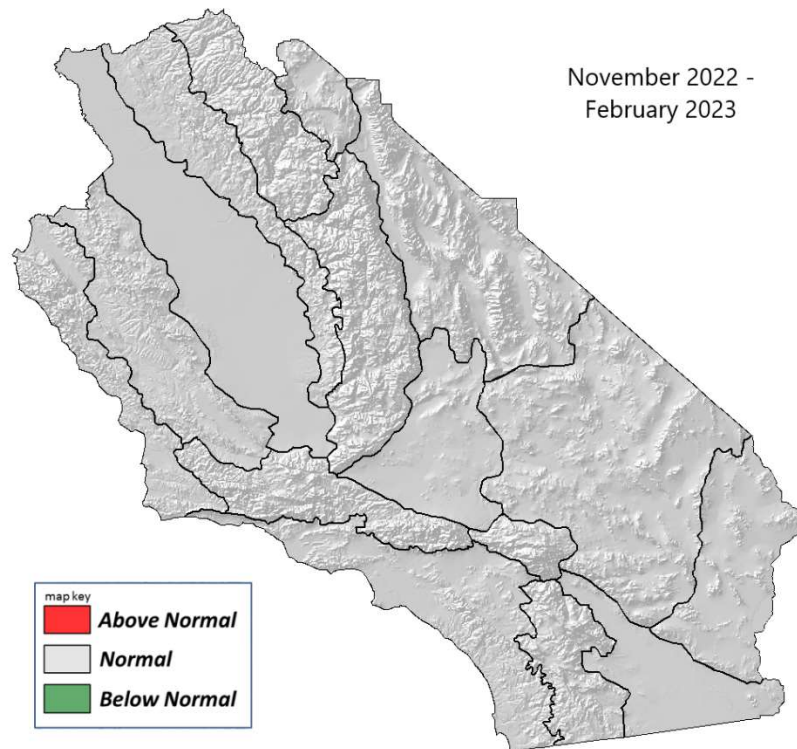 November 2022 -
February 2023
map key
Above Normal
Normal
Below Normal